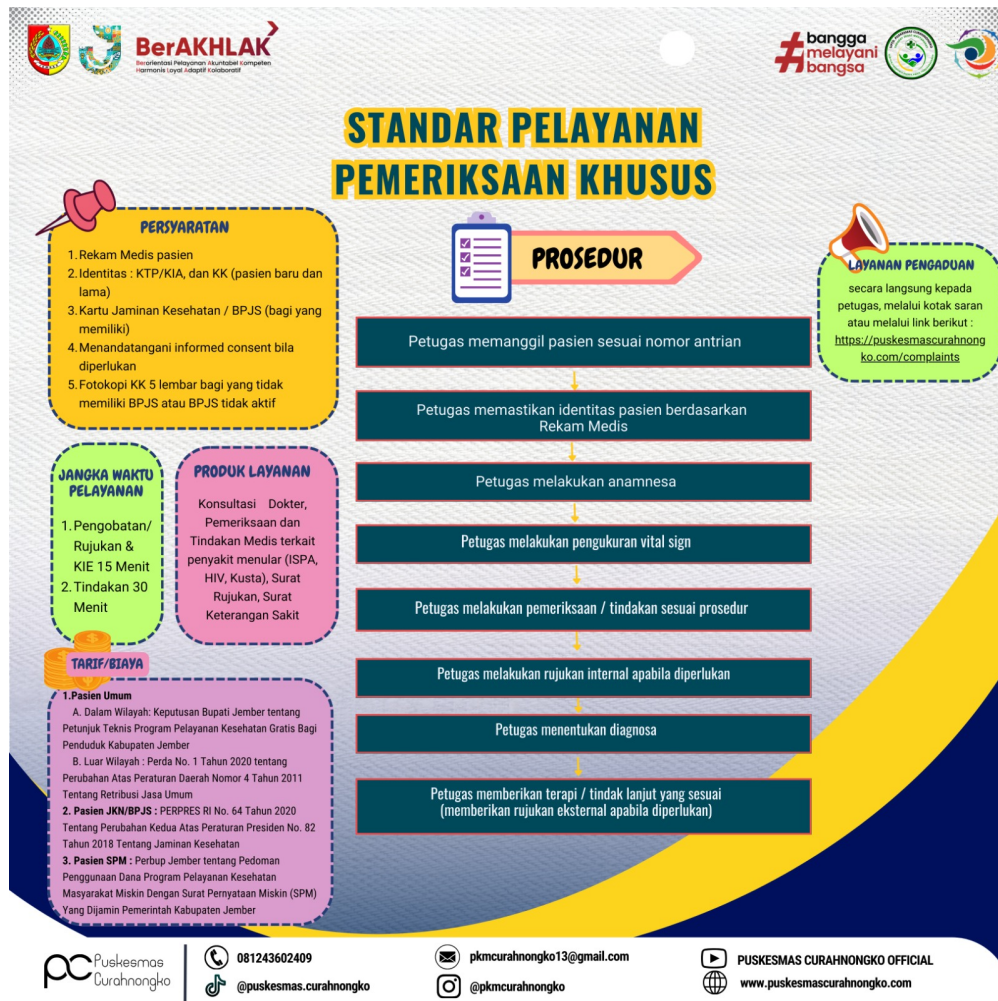 BerAKHLAK
Berorientasi Pelayanan Akuntabel Kompeten
Harmonis Loyal Adaptif Kolaboratif
#bangga
melayani
bangsa
STANDAR PELAYANAN
PEMERIKSAAN KHUSUS
PERSYARATAN
1. Rekam Medis pasien
2. Identitas : KTP/KIA, dan KK (pasien baru dan
lama)
3. Kartu Jaminan Kesehatan / BPJS (bagi yang
memiliki)
4. Menandatangani informed consent bila
diperlukan
5. Fotokopi KK 5 lembar bagi yang tidak
memiliki BPJS atau BPJS tidak aktif
JANGKA WAKTU
PELAYANAN
1. Pengobatan/
Rujukan &
KIE 15 Menit
2. Tindakan 30
Menit
PRODUK LAYANAN
Konsultasi Dokter,
Pemeriksaan dan
Tindakan Medis terkait
penyakit menular (ISPA,
HIV, Kusta), Surat
Rujukan, Surat
Keterangan Sakit
TARIF/BIAYA
1.Pasien Umum
A. Dalam Wilayah: Keputusan Bupati Jember tentang
Petunjuk Teknis Program Pelayanan Kesehatan Gratis Bagi
Penduduk Kabupaten Jember
B. Luar Wilayah : Perda No. 1 Tahun 2020 tentang
Perubahan Atas Peraturan Daerah Nomor 4 Tahun 2011
Tentang Retribusi Jasa Umum
2. Pasien JKN/BPJS : PERPRES RI No. 64 Tahun 2020
Tentang Perubahan Kedua Atas Peraturan Presiden No. 82
Tahun 2018 Tentang Jaminan Kesehatan
3. Pasien SPM : Perbup Jember tentang Pedoman
Penggunaan Dana Program Pelayanan Kesehatan
Masyarakat Miskin Dengan Surat Pernyataan Miskin (SPM)
Yang Dijamin Pemerintah Kabupaten Jember
PROSEDUR
Petugas memanggil pasien sesuai nomor antrian
Petugas memastikan identitas pasien berdasarkan
Rekam Medis
Petugas melakukan anamnesa
Petugas melakukan pengukuran vital sign
Petugas melakukan pemeriksaan / tindakan sesuai prosedur
Petugas melakukan rujukan internal apabila diperlukan
Petugas menentukan diagnosa
Petugas memberikan terapi / tindak lanjut yang sesuai
(memberikan rujukan eksternal apabila diperlukan)
LAYANAN PENGADUAN
secara langsung kepada
petugas, melalui kotak saran
atau melalui link berikut :
https://puskesmascurahnong
ko.com/complaints
PC Puskesmas
Curahnongko
081243602409
@puskesmas.curahnongko
pkmcurahnongko13@gmail.com
@pkmcurahnongko
PUSKESMAS CURAHNONGKO OFFICIAL
www.puskesmascurahnongko.com